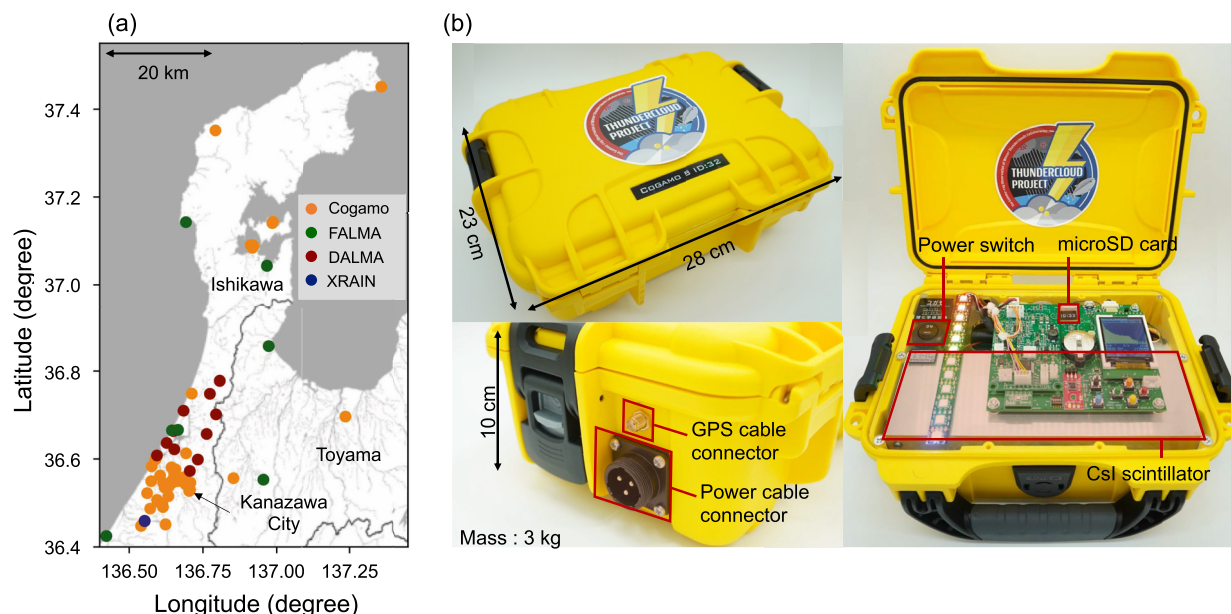 (a)
20 km
37.4
37.2
37.0
36.8
36.6
36.4
Latitude (degree)
136.50
136.75
137.00
137.25
Longitude (degree)
Cogamo
FALMA
DALMA
XRAIN
Ishikawa
Toyama
Kanazawa
City
(b)
THUNDERCLOUD
PROJECT
COGAMO 8 ID:32
23 cm
28 cm
10 cm
GPS cable
connector
Power cable
connector
Mass : 3 kg
THUNDERCLOUD
PROJECT
Power switch
microSD card
CsI scintillator